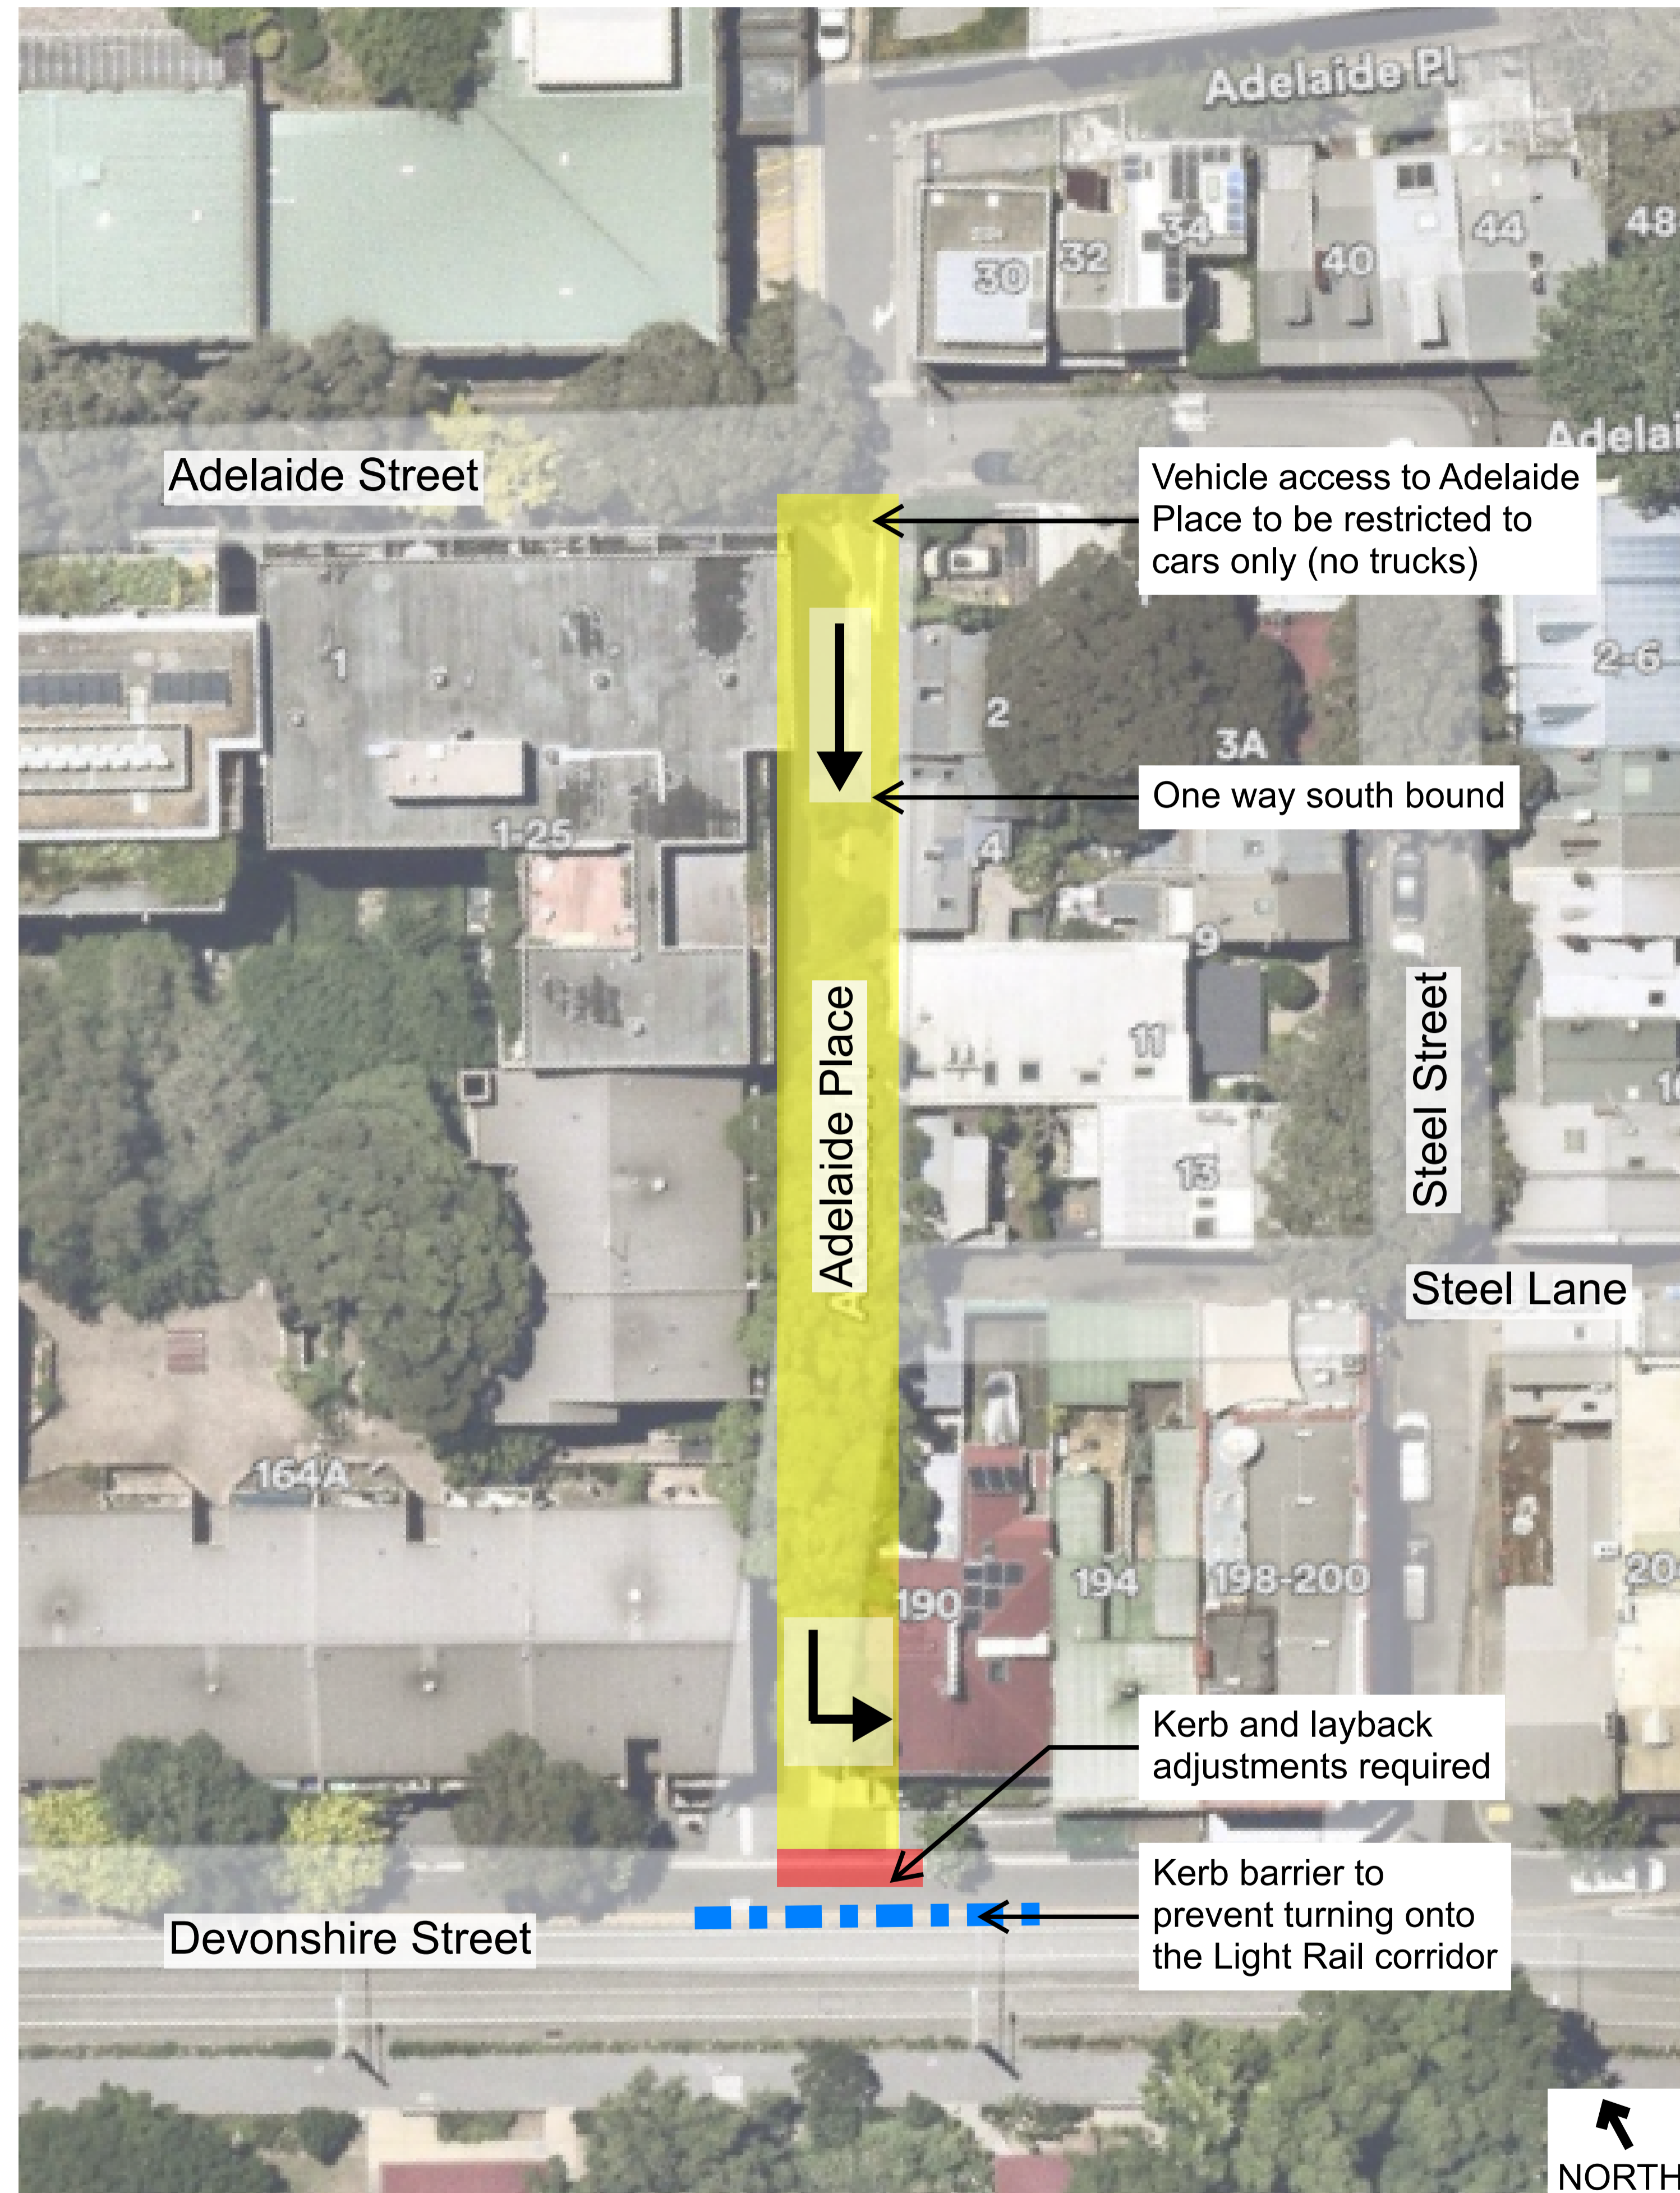 Adelaide Pl
48
44
34
32
40
30
Adelai
Adelaide Street
Vehicle access to Adelaide
Place to be restricted to
cars only (no trucks)
1
2-6
2
3A
One way south bound
1-25
4
9
Adelaide Place
Steel Street
11
13
Steel Lane
164A
190
194
198-200
20
Kerb and layback
adjustments required
Kerb barrier to
prevent turning onto
the Light Rail corridor
Devonshire Street
NORTH